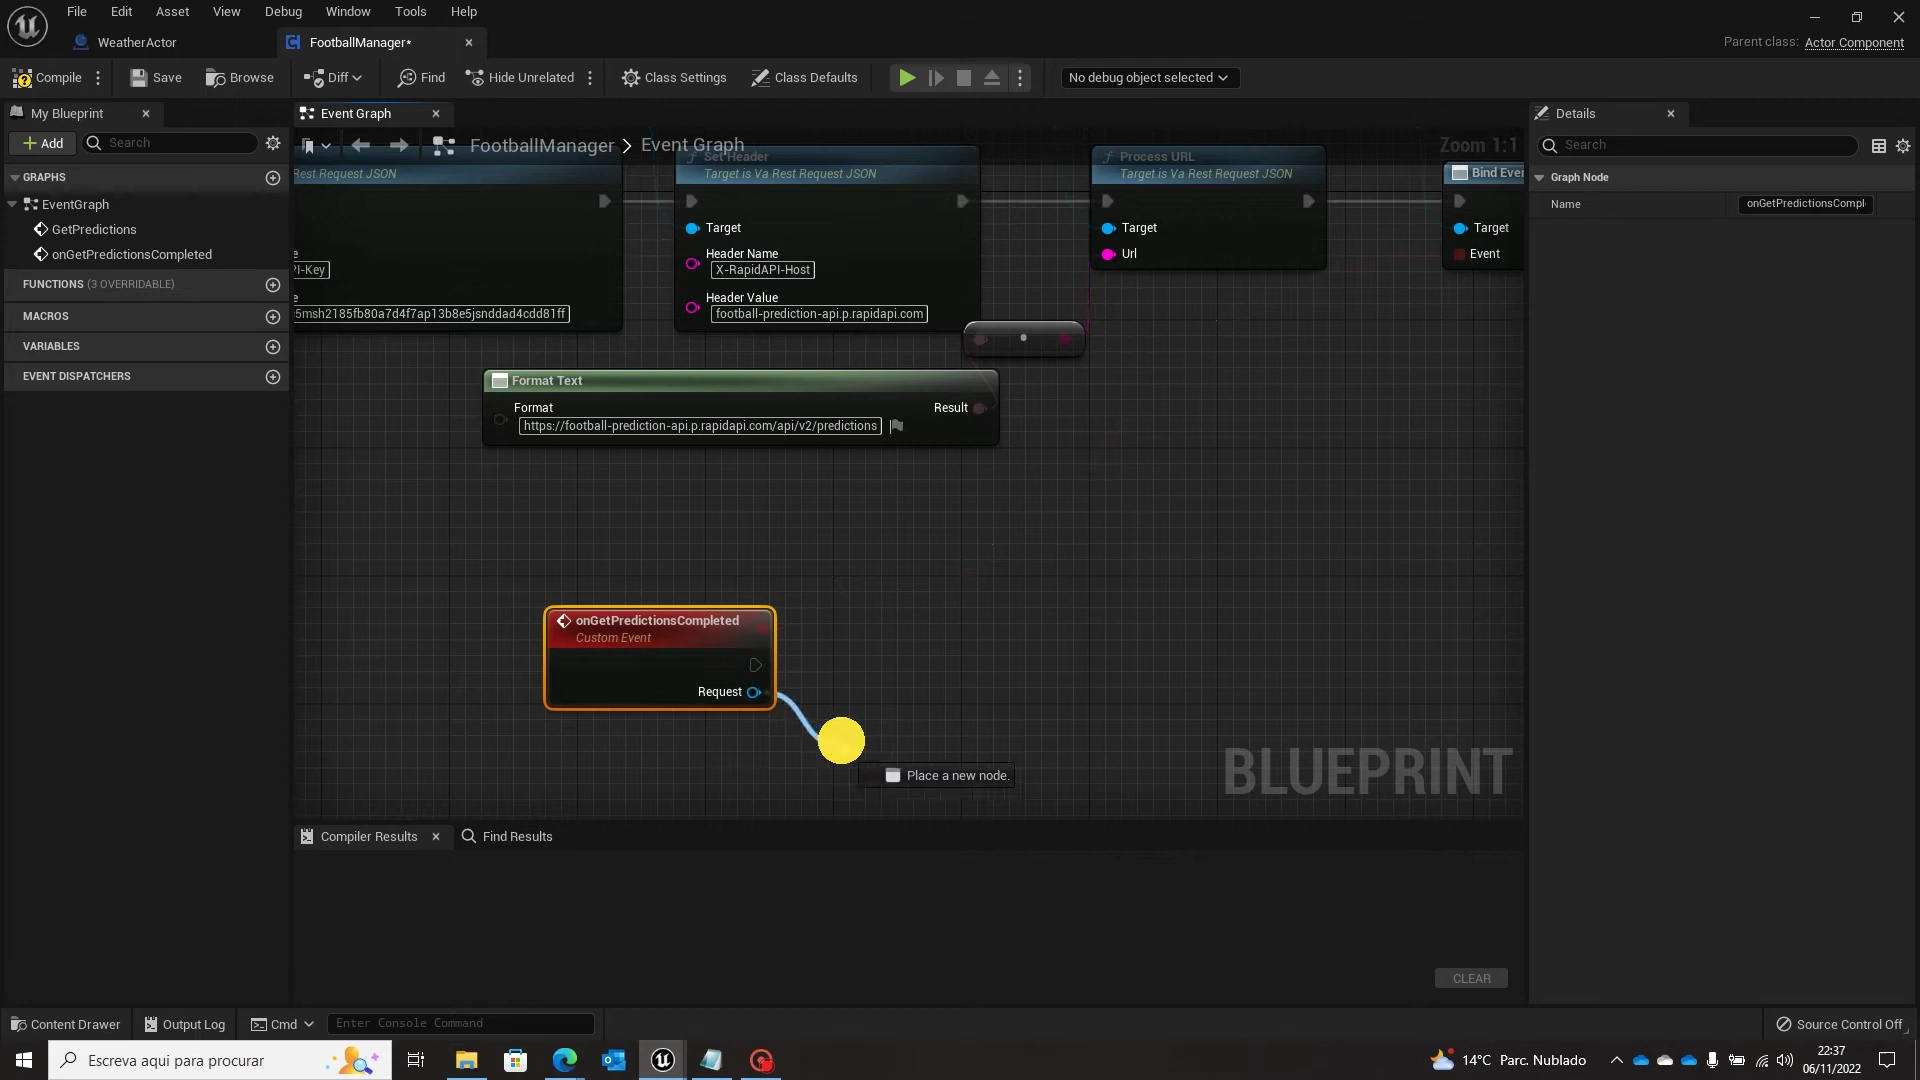 File Edit Asset View Debug Window Tools Help
WeatherActor
FootballManager*
Parent class: Actor Component
Compile Save Browse Diff Find Hide Unrelated Class Settings Class Defaults No debug object selected
My Blueprint
Event Graph
Details
Add Search
FootballManager > Event Graph
Zoom 1:1
Search
GRAPHS
EventGraph
GetPredictions
onGetPredictionsCompleted
FUNCTIONS (3 OVERRIDABLE)
MACROS
VARIABLES
EVENT DISPATCHERS
Rest Request JSON
e
PI-Key
e
e5msh2185fb80a7d4f7ap13b8e5jsnddad4cdd81ff
Set Header
Target is Va Rest Request JSON
Target
Header Name
X-RapidAPI-Host
Header Value
football-prediction-api.p.rapidapi.com
Process URL
Target is Va Rest Request JSON
Target
Url
Bind Even
Target
Event
Format Text
Format
Result
https://football-prediction-api.p.rapidapi.com/api/v2/predictions
onGetPredictionsCompleted
Custom Event
Request
Place a new node.
BLUEPRINT
Graph Node
Name
onGetPredictionsCompl
Compiler Results
Find Results
CLEAR
Content Drawer Output Log Cmd Enter Console Command Source Control Off
Escreva aqui para procurar
14°C Parc. Nublado
22:37
06/11/2022